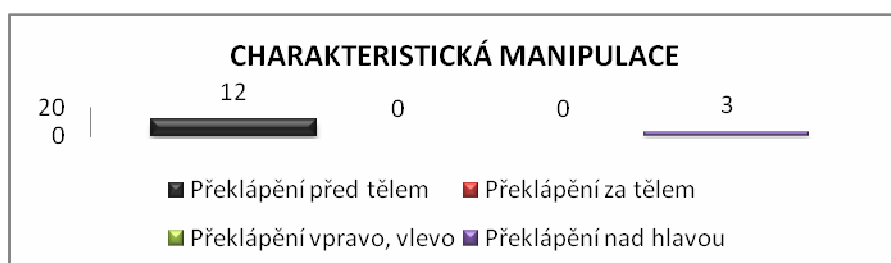 CHARAKTERISTICKÁ MANIPULACE
12 0 0 3
20
0
Překlápění před tělem Překlápění za tělem
Překlápění vpravo, vlevo Překlápění nad hlavou